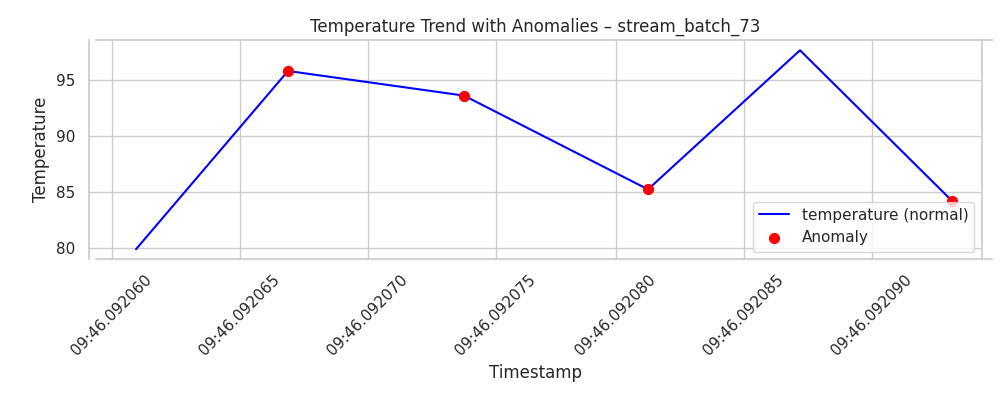 Temperature Trend with Anomalies – stream_batch_73
Temperature
95
90
85
80
temperature (normal)
Anomaly
09:46.092060
09:46.092065
09:46.092070
09:46.092075
09:46.092080
09:46.092085
09:46.092090
Timestamp